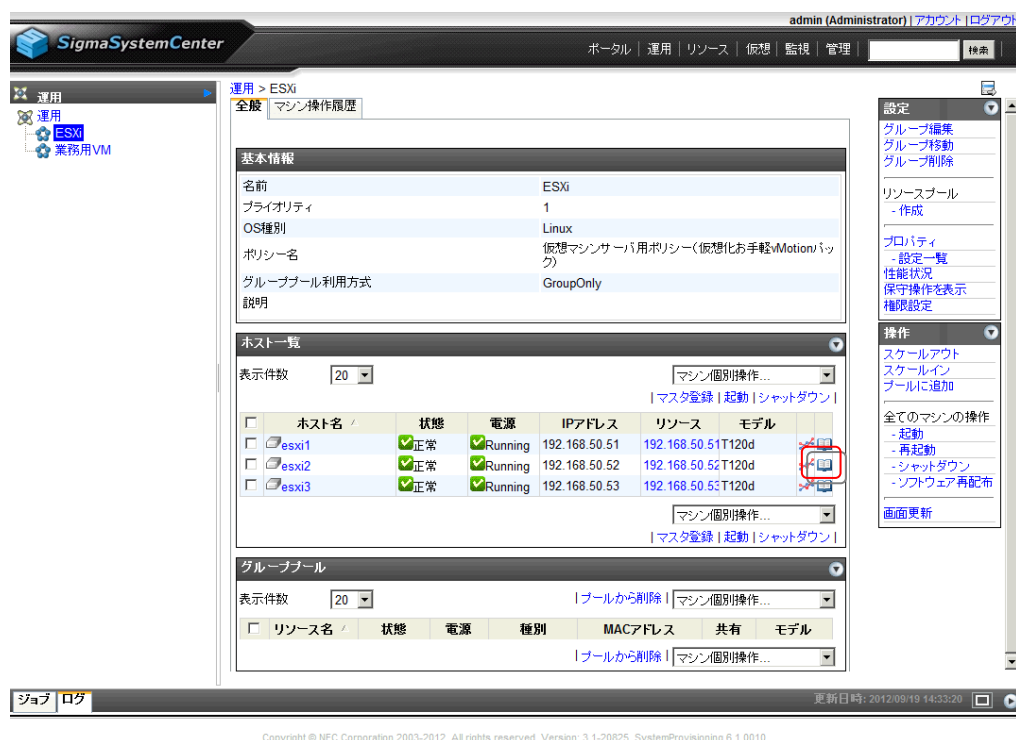 admin (Administrator) | アカウント | ログアウト
SigmaSystemCenter
ポータル | 運用 | リソース | 仮想 | 監視 | 管理 | 検索 |
運用
運用
ESXi
業務用VM
運用 > ESXi
全般 マシン操作履歴
基本情報
名前 ESXi
プライオリティ 1
OS種別 Linux
ポリシー名 仮想マシンサーバ用ポリシー(仮想化お手軽vMotionパック)
グループプール利用方式 GroupOnly
説明
ホスト一覧
表示件数 20 マシン個別操作...
| マスタ登録 | 起動 | シャットダウン |
ホスト名 状態 電源 IPアドレス リソース モデル
esxi1 正常 Running 192.168.50.51 192.168.50.51 T120d
esxi2 正常 Running 192.168.50.52 192.168.50.52 T120d
esxi3 正常 Running 192.168.50.53 192.168.50.53 T120d
マシン個別操作...
| マスタ登録 | 起動 | シャットダウン |
グループプール
表示件数 20 | プールから削除 | マシン個別操作...
リソース名 状態 電源 種別 MACアドレス 共有 モデル
| プールから削除 | マシン個別操作...
設定
グループ編集
グループ移動
グループ削除
リソースプール
- 作成
プロパティ
- 設定一覧
性能状況
保守操作を表示
権限設定
操作
スケールアウト
スケールイン
プールに追加
全てのマシンの操作
- 起動
- 再起動
- シャットダウン
- ソフトウェア再配布
画面更新
ジョブ ログ
更新日時: 2012/09/19 14:33:20
Copyright © NEC Corporation 2003-2012. All rights reserved. Version: 3.1-20825, SystemProvisioning 6.1.0010